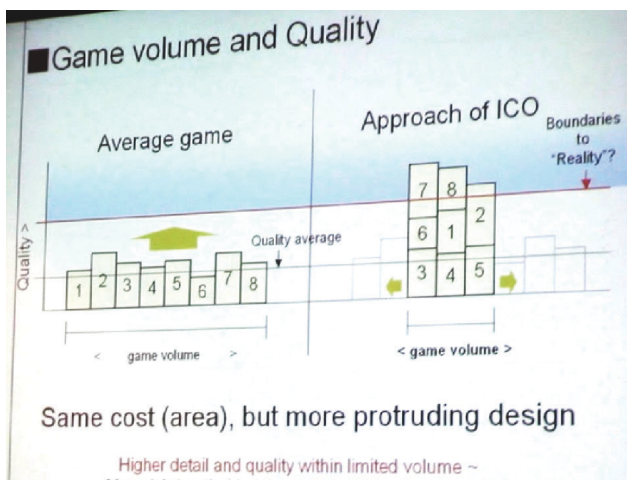 ■Game volume and Quality
Average game
Approach of ICO
Boundaries
to
"Reality"?
Quality >
Quality average
1 2 3 4 5 6 7 8
7 8
6 1 2
3 4 5
< game volume >
< game volume >
Same cost (area), but more protruding design
Higher detail and quality within limited volume ~